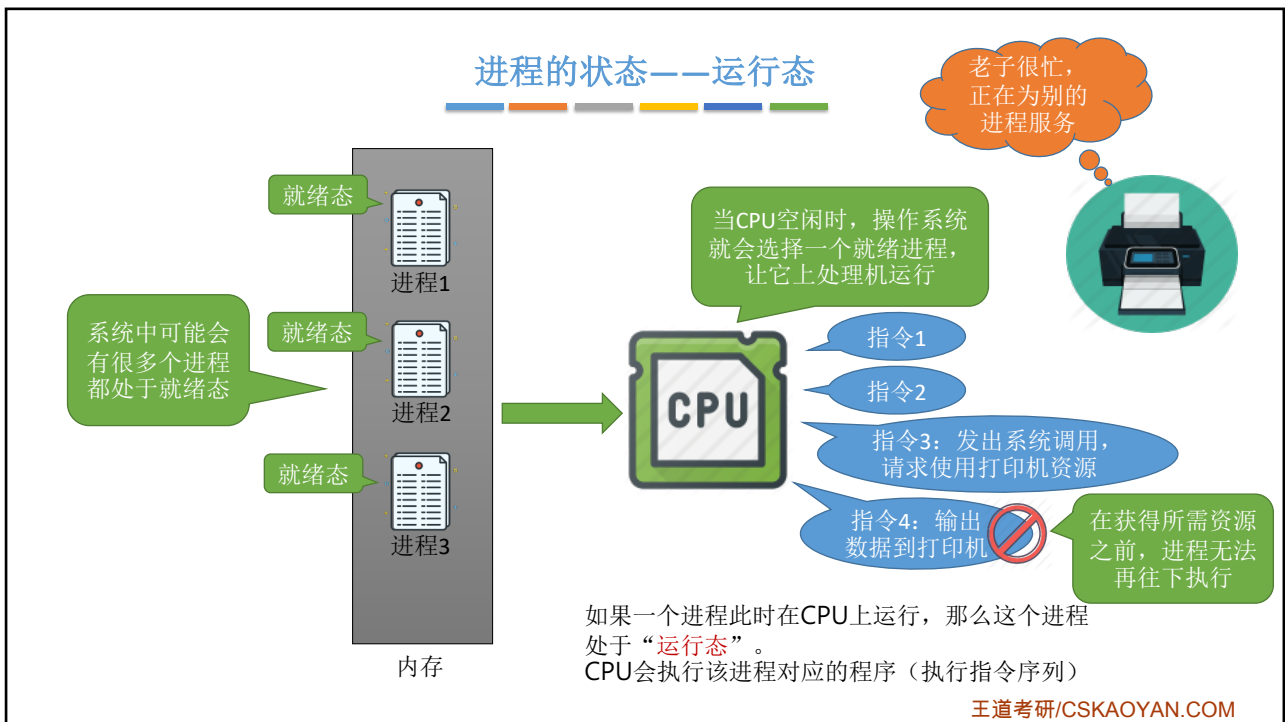 进程的状态——运行态
老子很忙，
正在为别的
进程服务
就绪态
进程1
系统中可能会
有很多个进程
都处于就绪态
就绪态
进程2
就绪态
进程3
内存
当CPU空闲时，操作系统
就会选择一个就绪进程，
让它上处理机运行
CPU
指令1
指令2
指令3：发出系统调用，
请求使用打印机资源
指令4：输出
数据到打印机
在获得所需资源
之前，进程无法
再往下执行
如果一个进程此时在CPU上运行，那么这个进程
处于“运行态”。
CPU会执行该进程对应的程序（执行指令序列）
王道考研/CSKAOYAN.COM